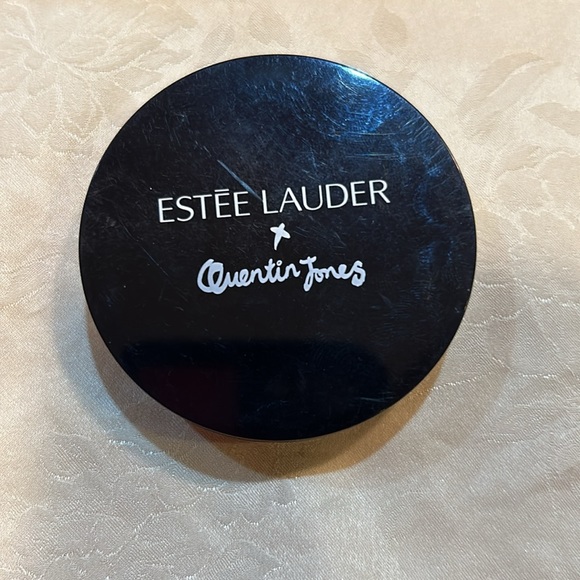 ESTĒE LAUDER
x
Quentin Jones